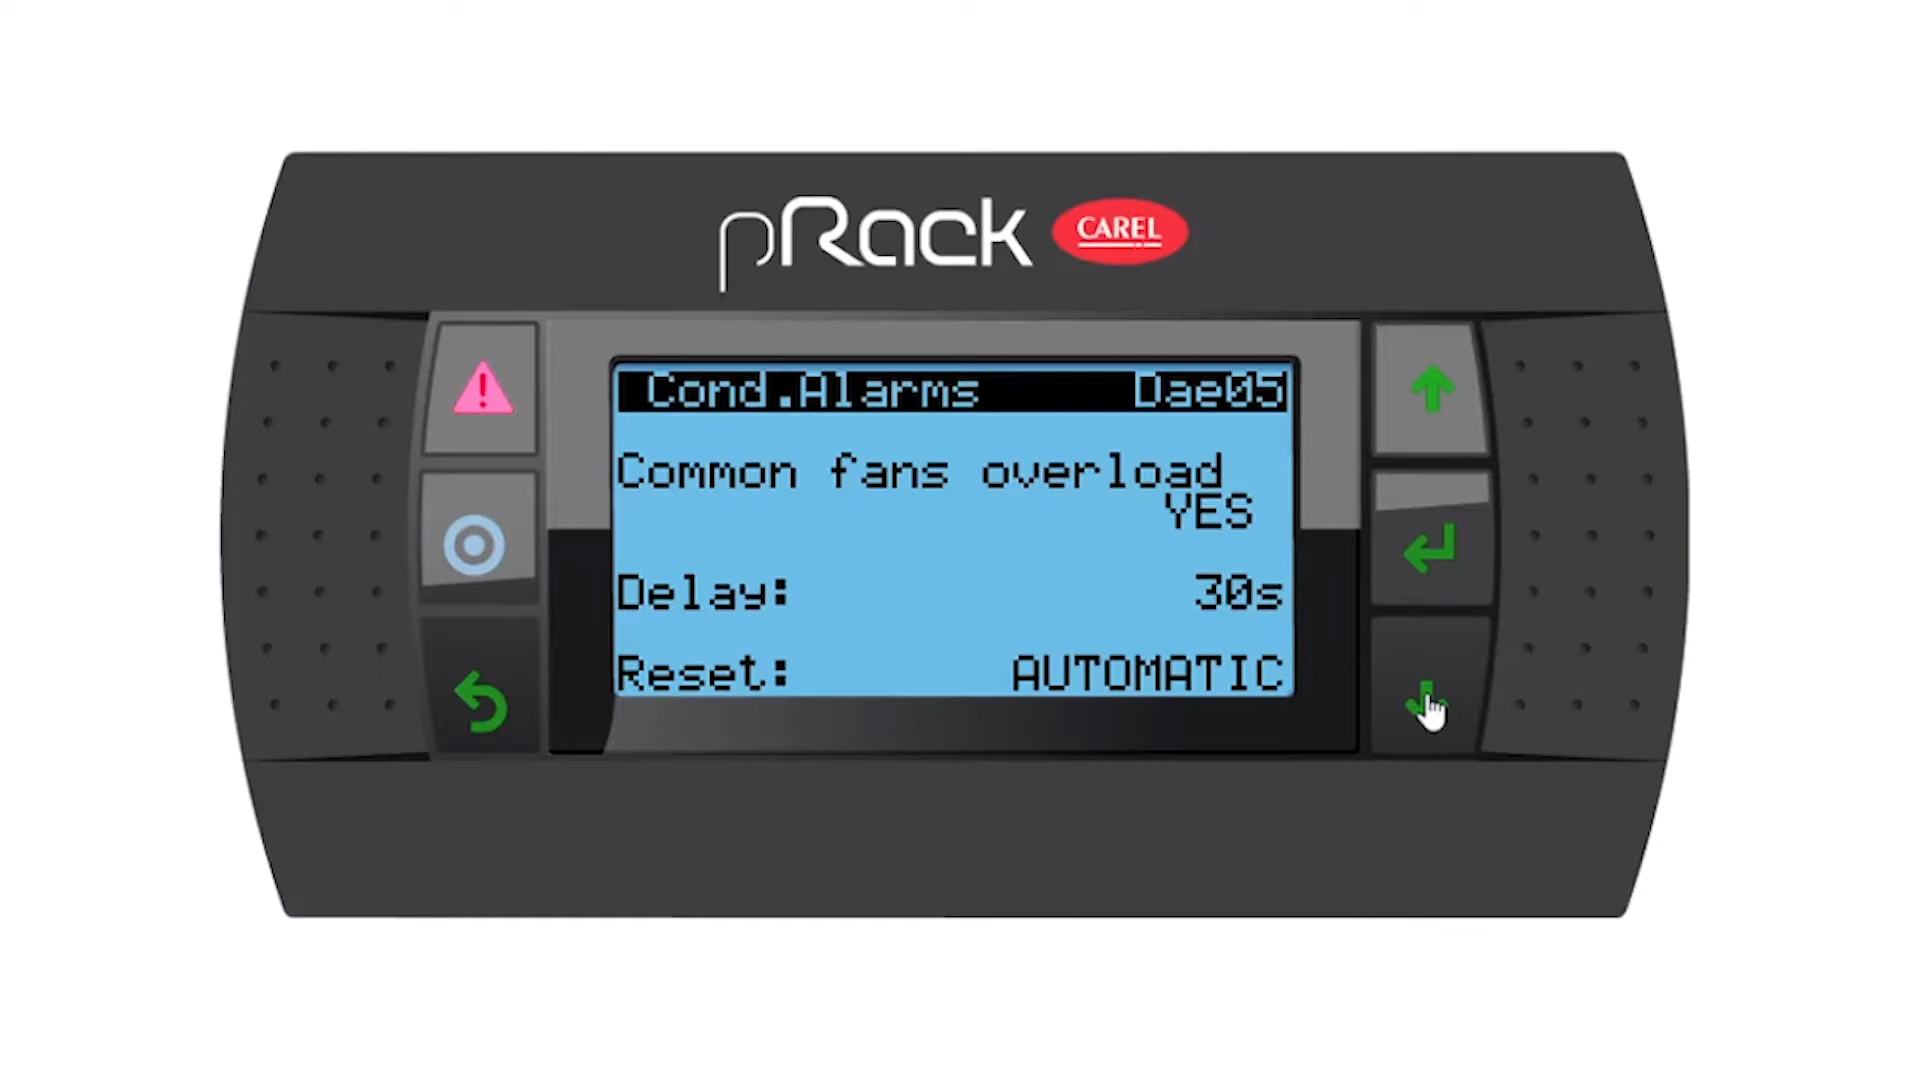 pRack CAREL
Cond.Alarms Dae05
Common fans overload
YES
Delay: 30s
Reset: AUTOMATIC